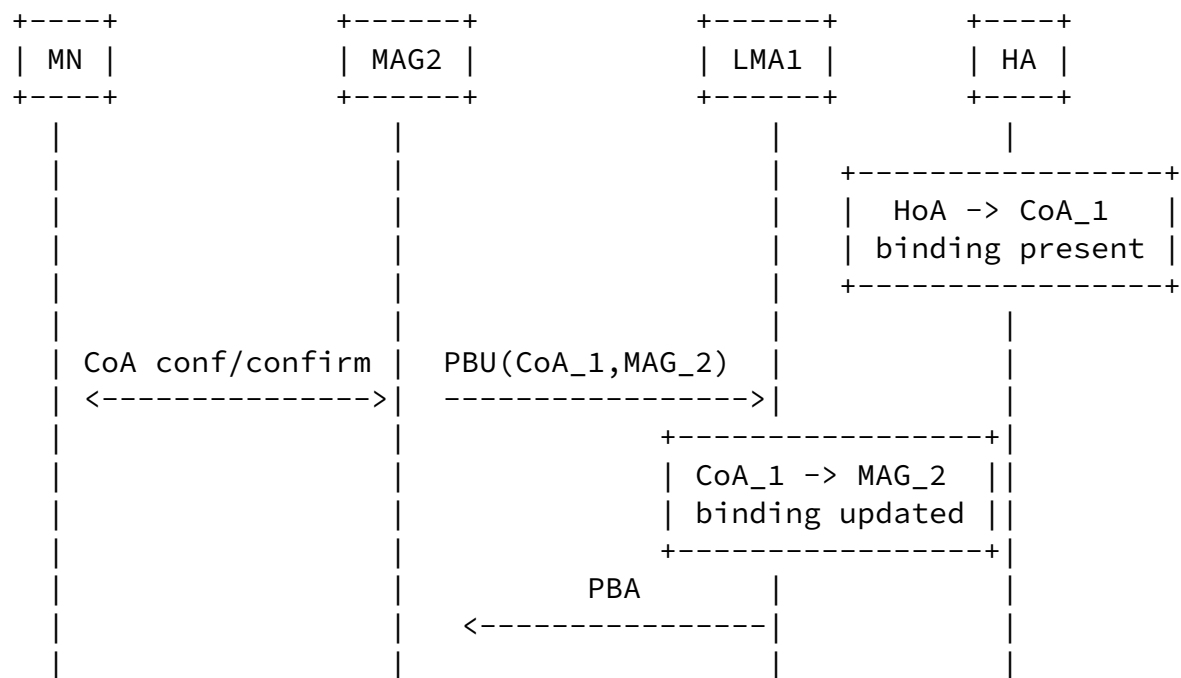 MN MAG2 LMA1 HA
HoA -> CoA_1
binding present
CoA conf/confirm PBU(CoA_1,MAG_2)
CoA_1 -> MAG_2
binding updated
PBA